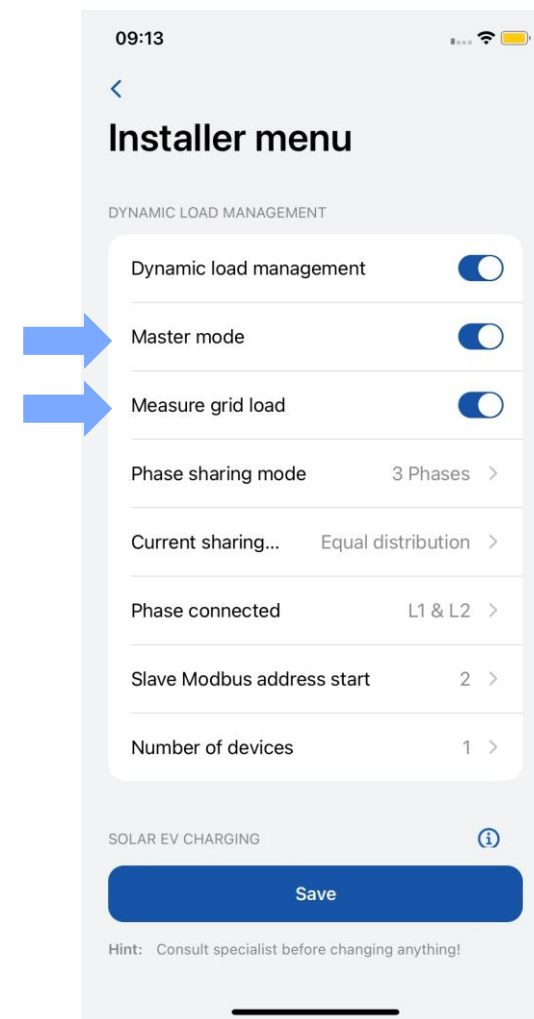 09:13
Installer menu
DYNAMIC LOAD MANAGEMENT
Dynamic load management
Master mode
Measure grid load
Phase sharing mode 3 Phases
Current sharing... Equal distribution
Phase connected L1 & L2
Slave Modbus address start 2
Number of devices 1
SOLAR EV CHARGING
Save
Hint: Consult specialist before changing anything!